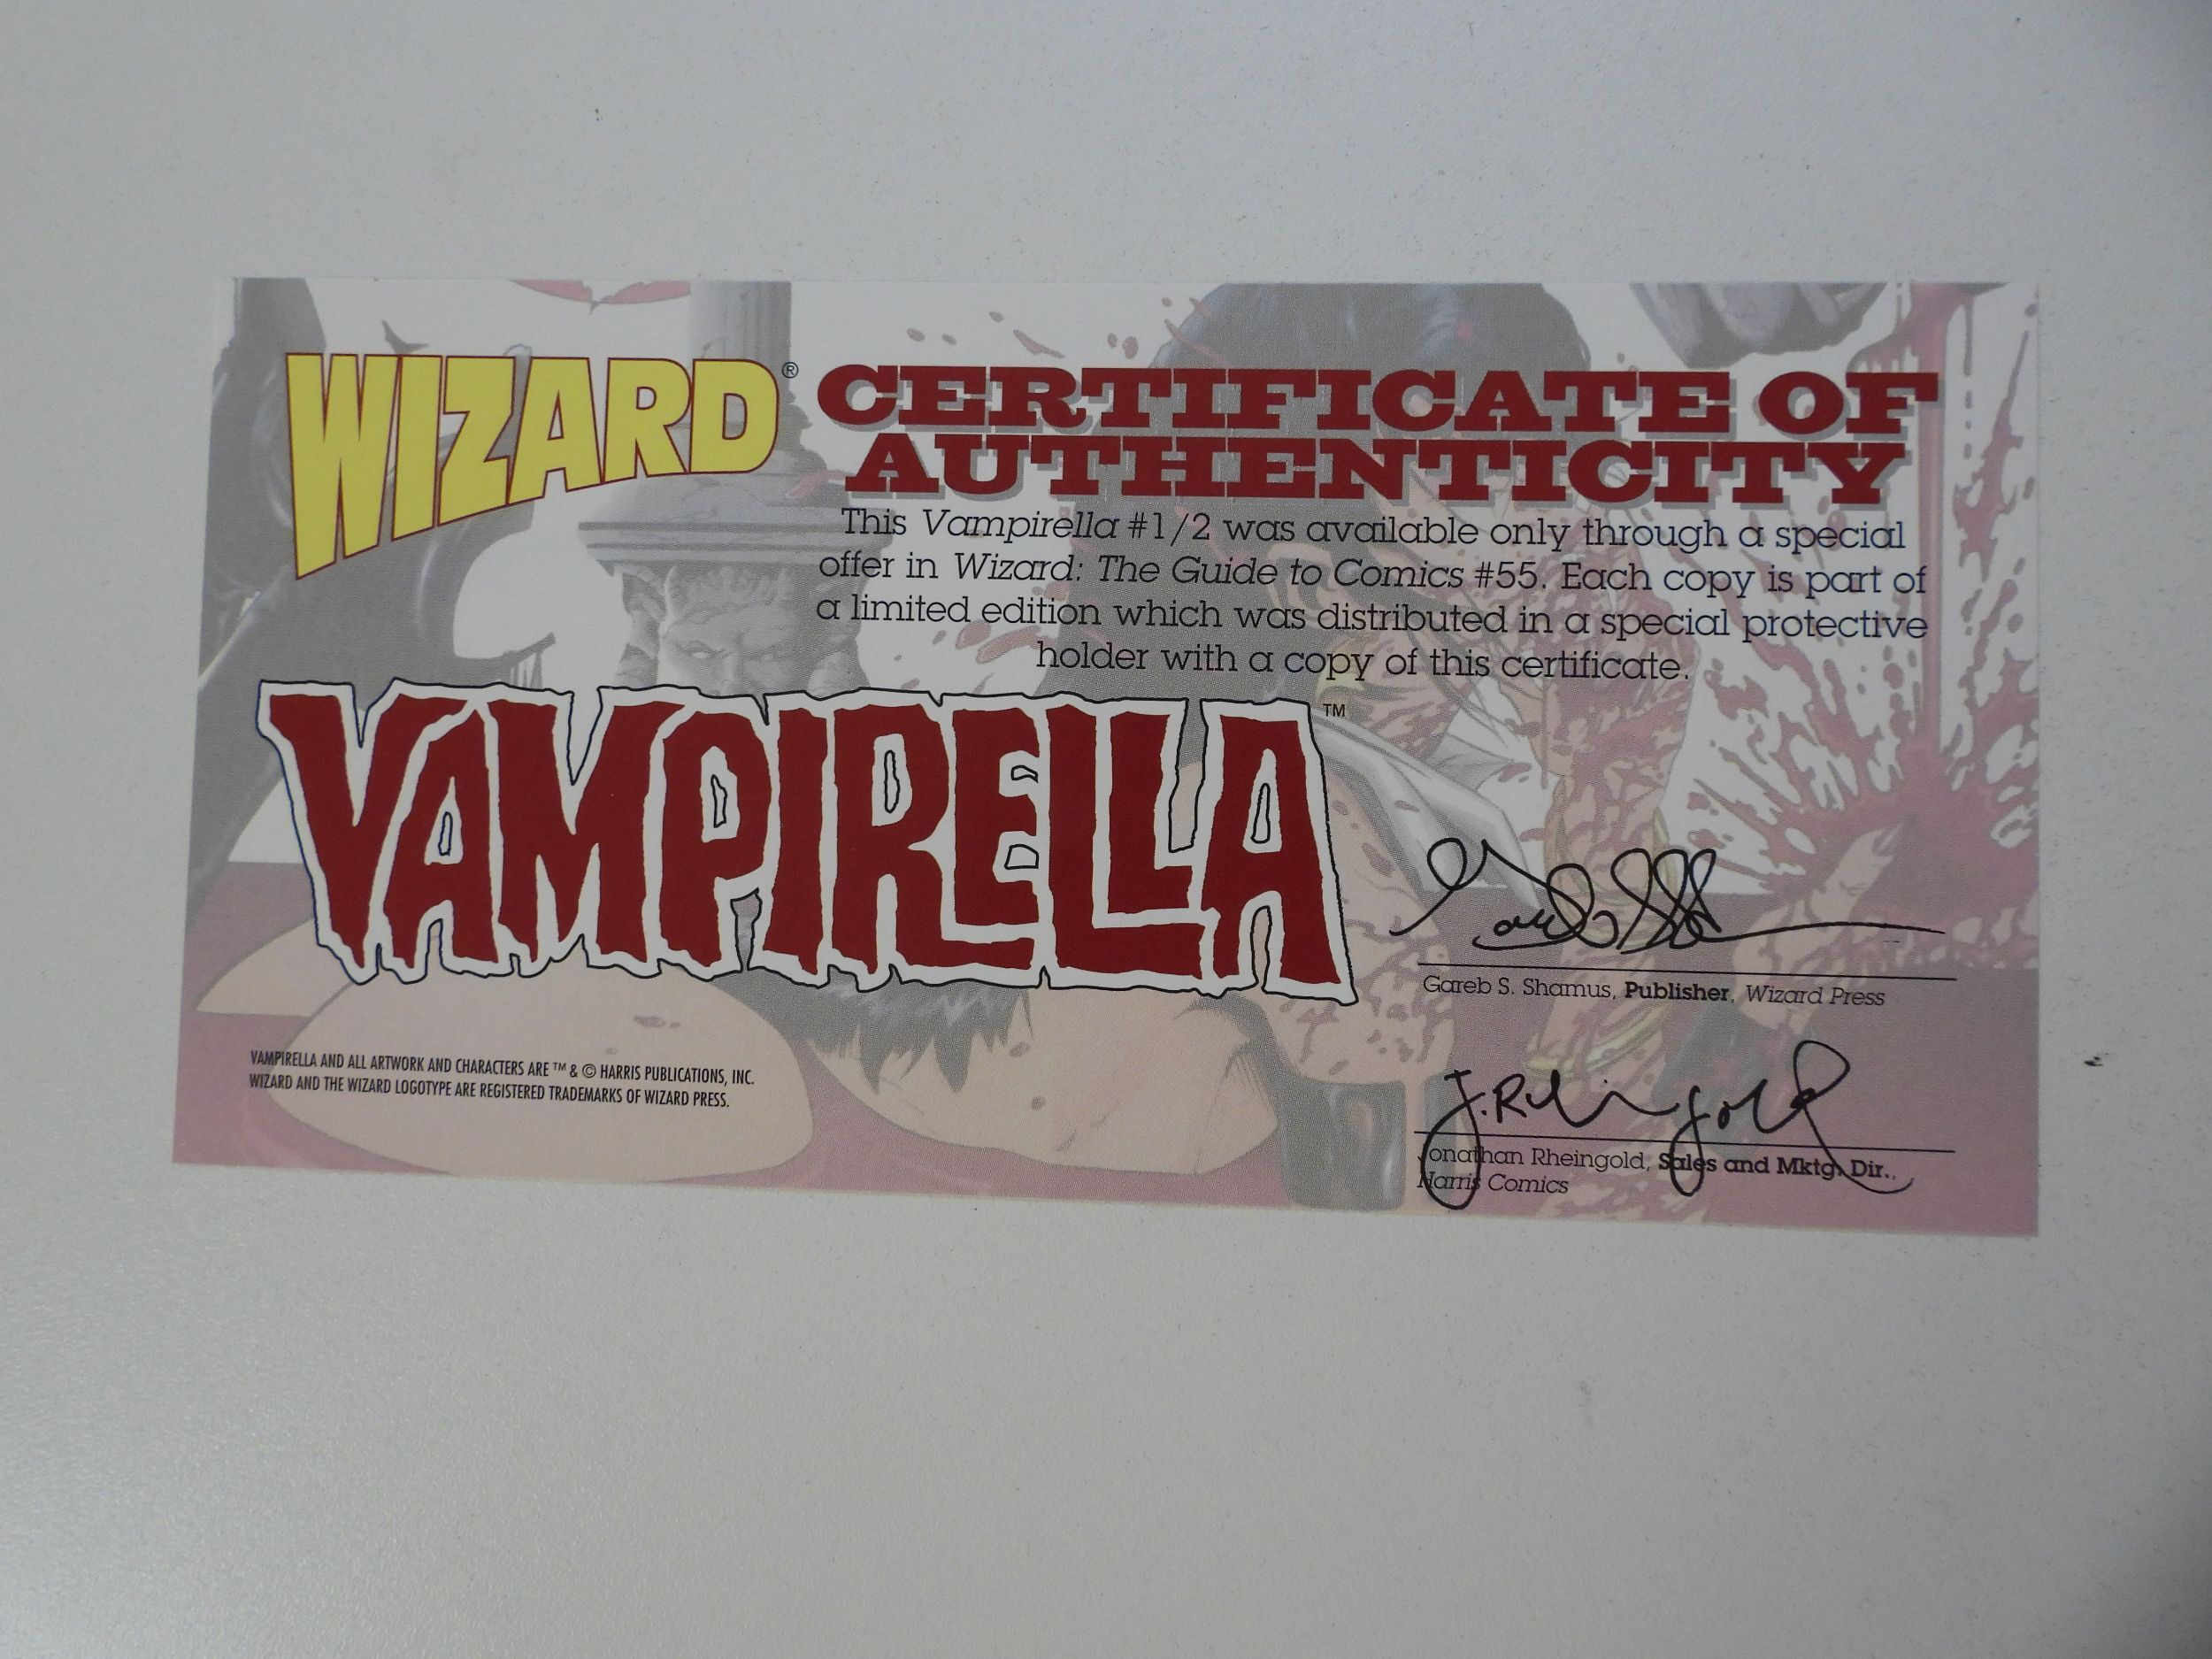 WIZARD®
CERTIFICATE OF
AUTHENTICITY
This Vampirella #1/2 was available only through a special
offer in Wizard: The Guide to Comics #55. Each copy is part of
a limited edition which was distributed in a special protective
holder with a copy of this certificate.
VAMPIRELLA™
Gareb S. Shamus, Publisher, Wizard Press
J. Rheingold
Jonathan Rheingold, Sales and Mktg. Dir.,
Harris Comics
VAMPIRELLA AND ALL ARTWORK AND CHARACTERS ARE ™ & © HARRIS PUBLICATIONS, INC.
WIZARD AND THE WIZARD LOGOTYPE ARE REGISTERED TRADEMARKS OF WIZARD PRESS.